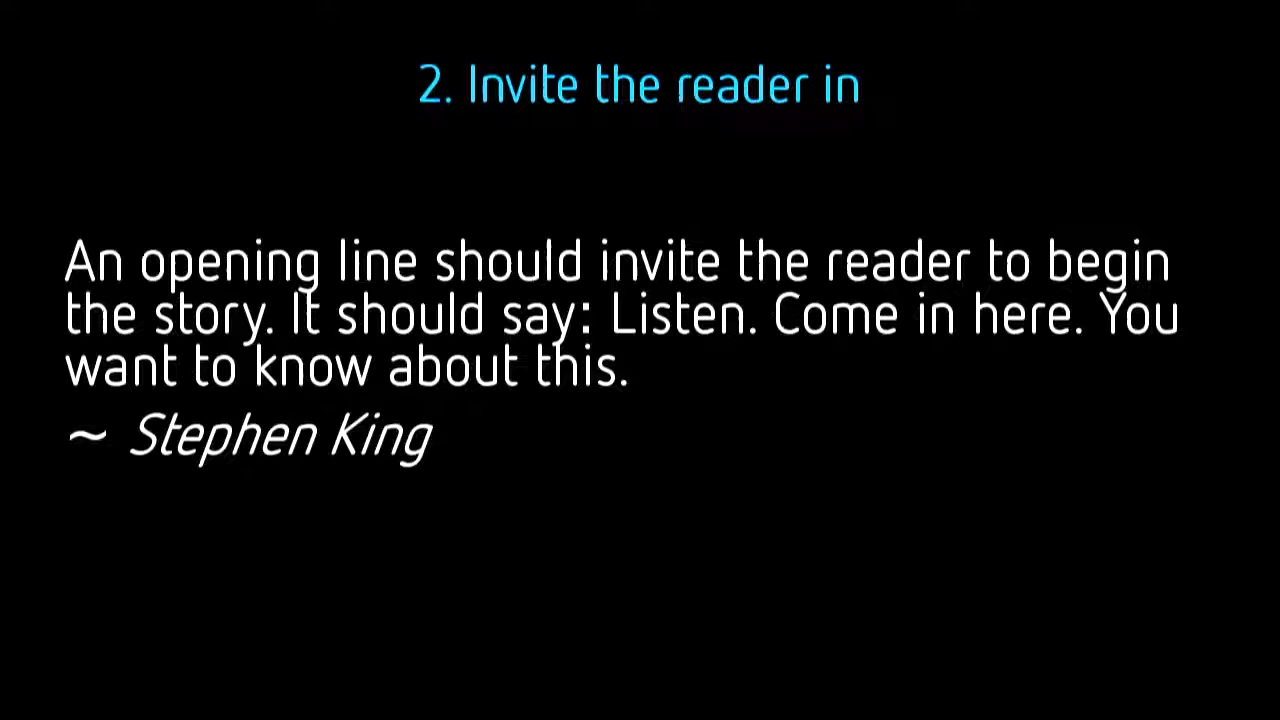 2. Invite the reader in
An opening line should invite the reader to begin
the story. It should say: Listen. Come in here. You
want to know about this.
~ Stephen King